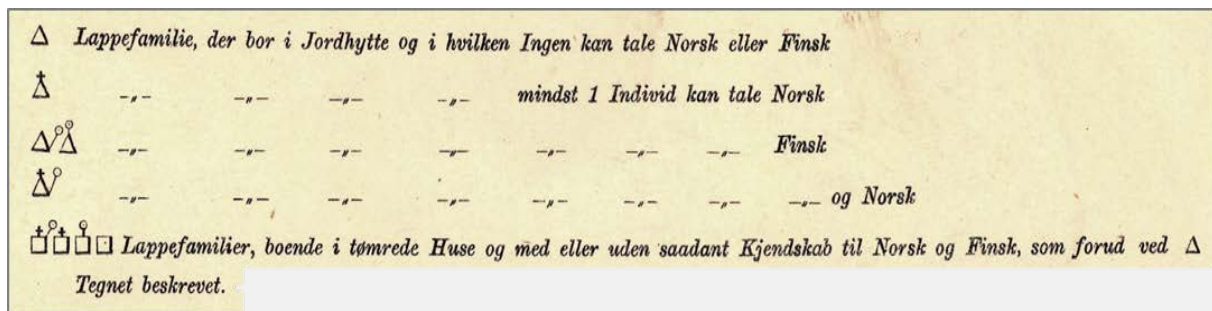 Δ Lappefamilie, der bor i Jordhytte og i hvilken Ingen kan tale Norsk eller Finsk
-„- -„- -„- -„- mindst 1 Individ kan tale Norsk
-„- -„- -„- -„- -„- -„- -„- Finsk
-„- -„- -„- -„- -„- -„- -„- -„- og Norsk
Lappefamilier, boende i tømrede Huse og med eller uden saadant Kjendskab til Norsk og Finsk, som forud ved Δ
Tegnet beskrevet.